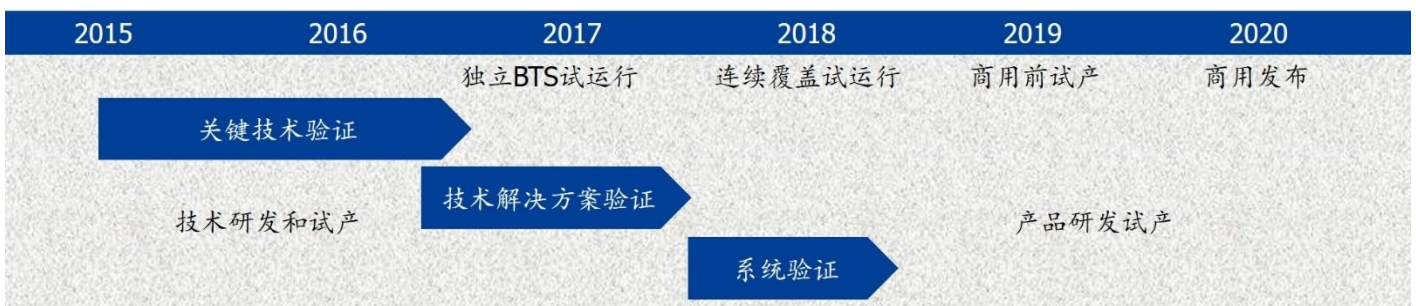 2015 2016 2017 2018 2019 2020
独立BTS试运行 连续覆盖试运行 商用前试产 商用发布
关键技术验证
技术解决方案验证
技术研发和试产 产品研发试产
系统验证